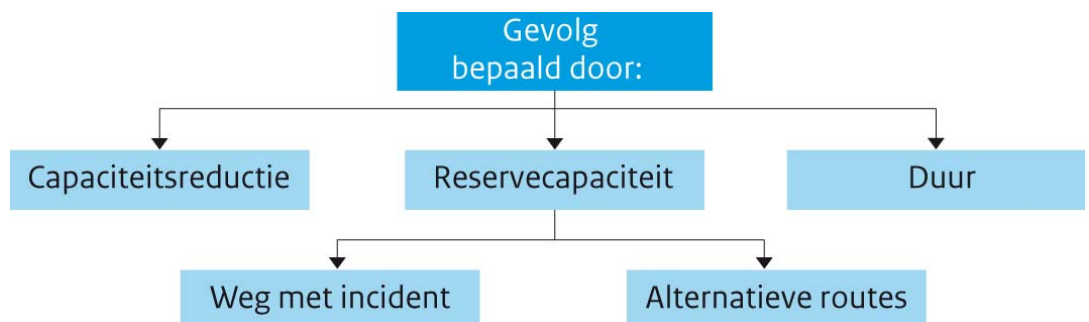 Gevolg
bepaald door:
Capaciteitsreductie
Reservecapaciteit
Duur
Weg met incident
Alternatieve routes